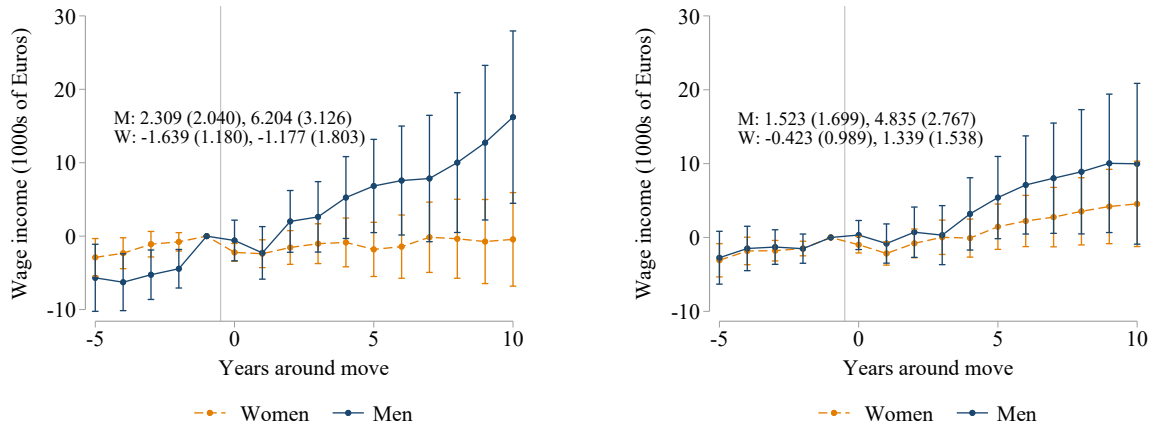 Wage income (1000s of Euros)
30
20
10
0
-10
M: 2.309 (2.040), 6.204 (3.126)
W: -1.639 (1.180), -1.177 (1.803)
-5
0
5
10
Years around move
Women
Men
Wage income (1000s of Euros)
30
20
10
0
-10
M: 1.523 (1.699), 4.835 (2.767)
W: -0.423 (0.989), 1.339 (1.538)
-5
0
5
10
Years around move
Women
Men